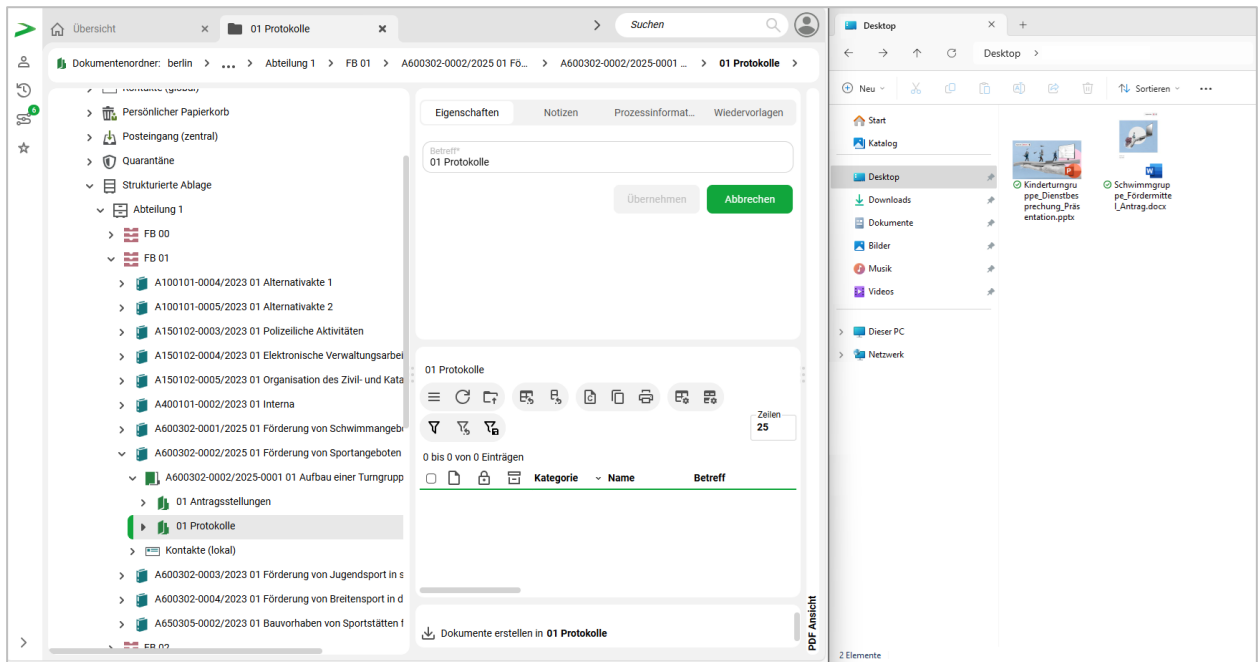 Übersicht
01 Protokolle
Suchen
Dokumentenordner: berlin > ... > Abteilung 1 > FB 01 > A600302-0002/2025 01 Fö... > A600302-0002/2025-0001 ... > 01 Protokolle >
6
Persönlicher Papierkorb
Posteingang (zentral)
Quarantäne
Strukturierte Ablage
Abteilung 1
FB 00
FB 01
A100101-0004/2023 01 Alternativakte 1
A100101-0005/2023 01 Alternativakte 2
A150102-0003/2023 01 Polizeiliche Aktivitäten
A150102-0004/2023 01 Elektronische Verwaltungsarbei
A150102-0005/2023 01 Organisation des Zivil- und Kata
A400101-0002/2023 01 Interna
A600302-0001/2025 01 Förderung von Schwimmangebo
A600302-0002/2025 01 Förderung von Sportangeboten
A600302-0002/2025-0001 01 Aufbau einer Turngrupp
01 Antragsstellungen
01 Protokolle
Kontakte (lokal)
A600302-0003/2023 01 Förderung von Jugendsport in s
A600302-0004/2023 01 Förderung von Breitensport in d
A650305-0002/2023 01 Bauvorhaben von Sportstätten f
FB 02
Eigenschaften
Notizen
Prozessinformat...
Wiedervorlagen
Betreff*
01 Protokolle
Übernehmen
Abbrechen
01 Protokolle
Zeilen
25
0 bis 0 von 0 Einträgen
Kategorie
Name
Betreff
Dokumente erstellen in 01 Protokolle
PDF Ansicht
Desktop
Desktop >
Neu
Sortieren
Start
Katalog
Desktop
Downloads
Dokumente
Bilder
Musik
Videos
Dieser PC
Netzwerk
Kinderturngru
ppe_Dienstbes
prechung_Präs
entation.pptx
Schwimmgrup
pe_Fördermitte
l_Antrag.docx
2 Elemente